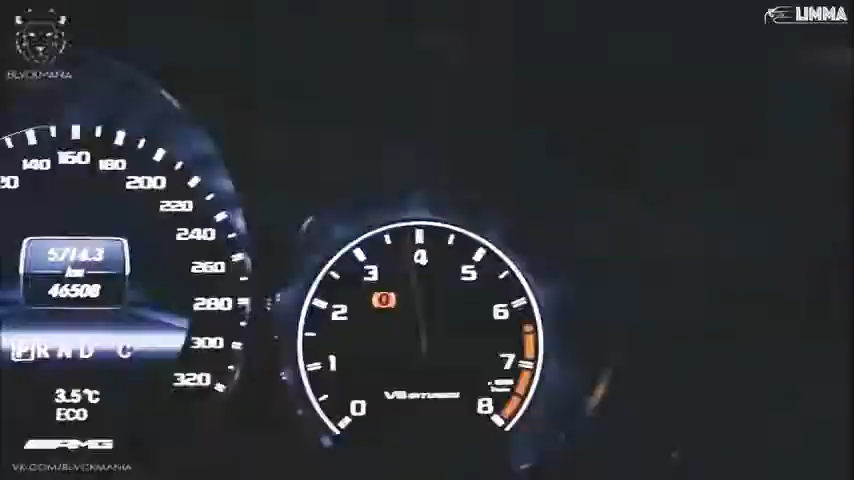 LIMMA
BLVCKMANIA
140 160 180
200
220
240
260
280
300
320
5714.3
km
46508
P R N D C
3.5°C
ECO
AMG
VK.COM/BLVCKMANIA
0 1 2 3 4 5 6 7 8
(0)
V8 BITURBO